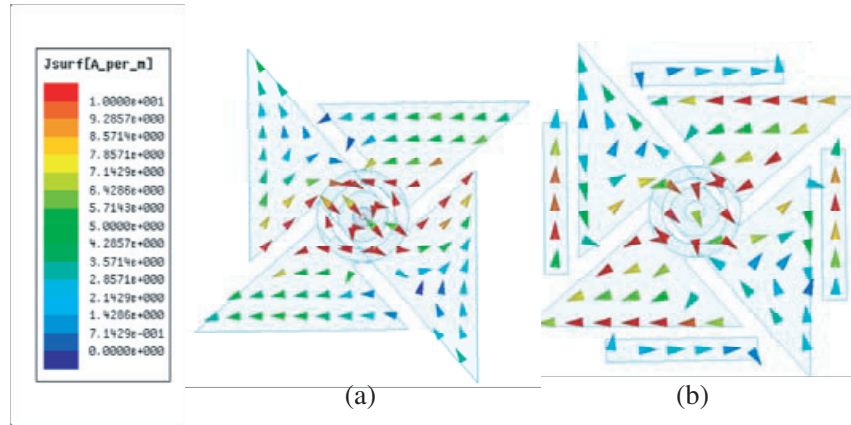 Jsurf[A_per_m]
1.0000e+001
9.2857e+000
8.5714e+000
7.8571e+000
7.1429e+000
6.4286e+000
5.7143e+000
5.0000e+000
4.2857e+000
3.5714e+000
2.8571e+000
2.1429e+000
1.4286e+000
7.1429e-001
0.0000e+000
(a)
(b)